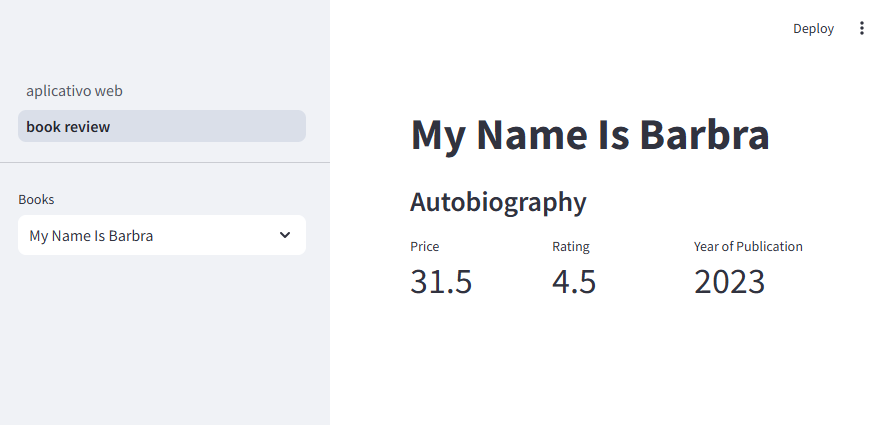 Deploy
aplicativo web
book review
Books
My Name Is Barbra
My Name Is Barbra
Autobiography
Price Rating Year of Publication
31.5 4.5 2023